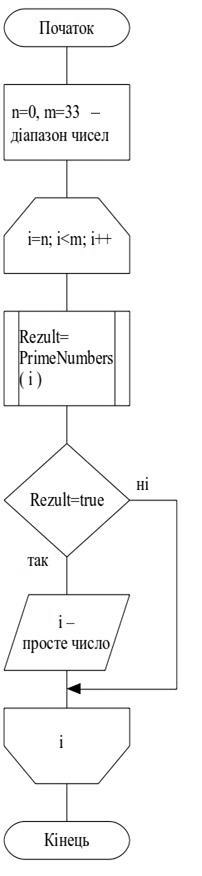 Початок
n=0, m=33 –
діапазон чисел
i=n; i<m; i++
Rezult=
PrimeNumbers
( i )
Rezult=true
ні
так
i –
просте число
i
Кінець